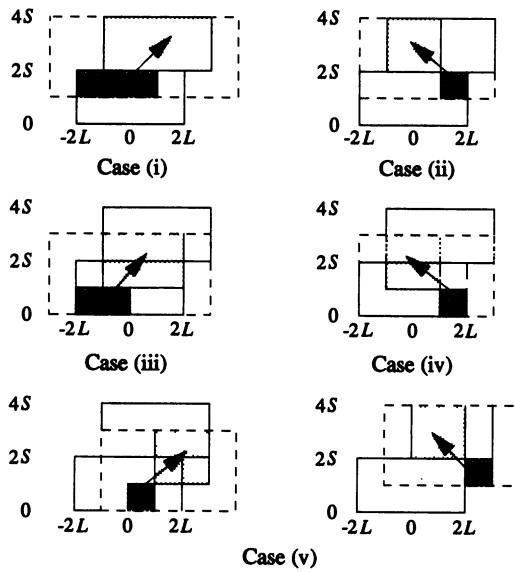 4S 4S
2S 2S
0 0
-2L 0 2L -2L 0 2L
Case (i) Case (ii)
4S 4S
2S 2S
0 0
-2L 0 2L -2L 0 2L
Case (iii) Case (iv)
4S 4S
2S 2S
0 0
-2L 0 2L -2L 0 2L
Case (v)